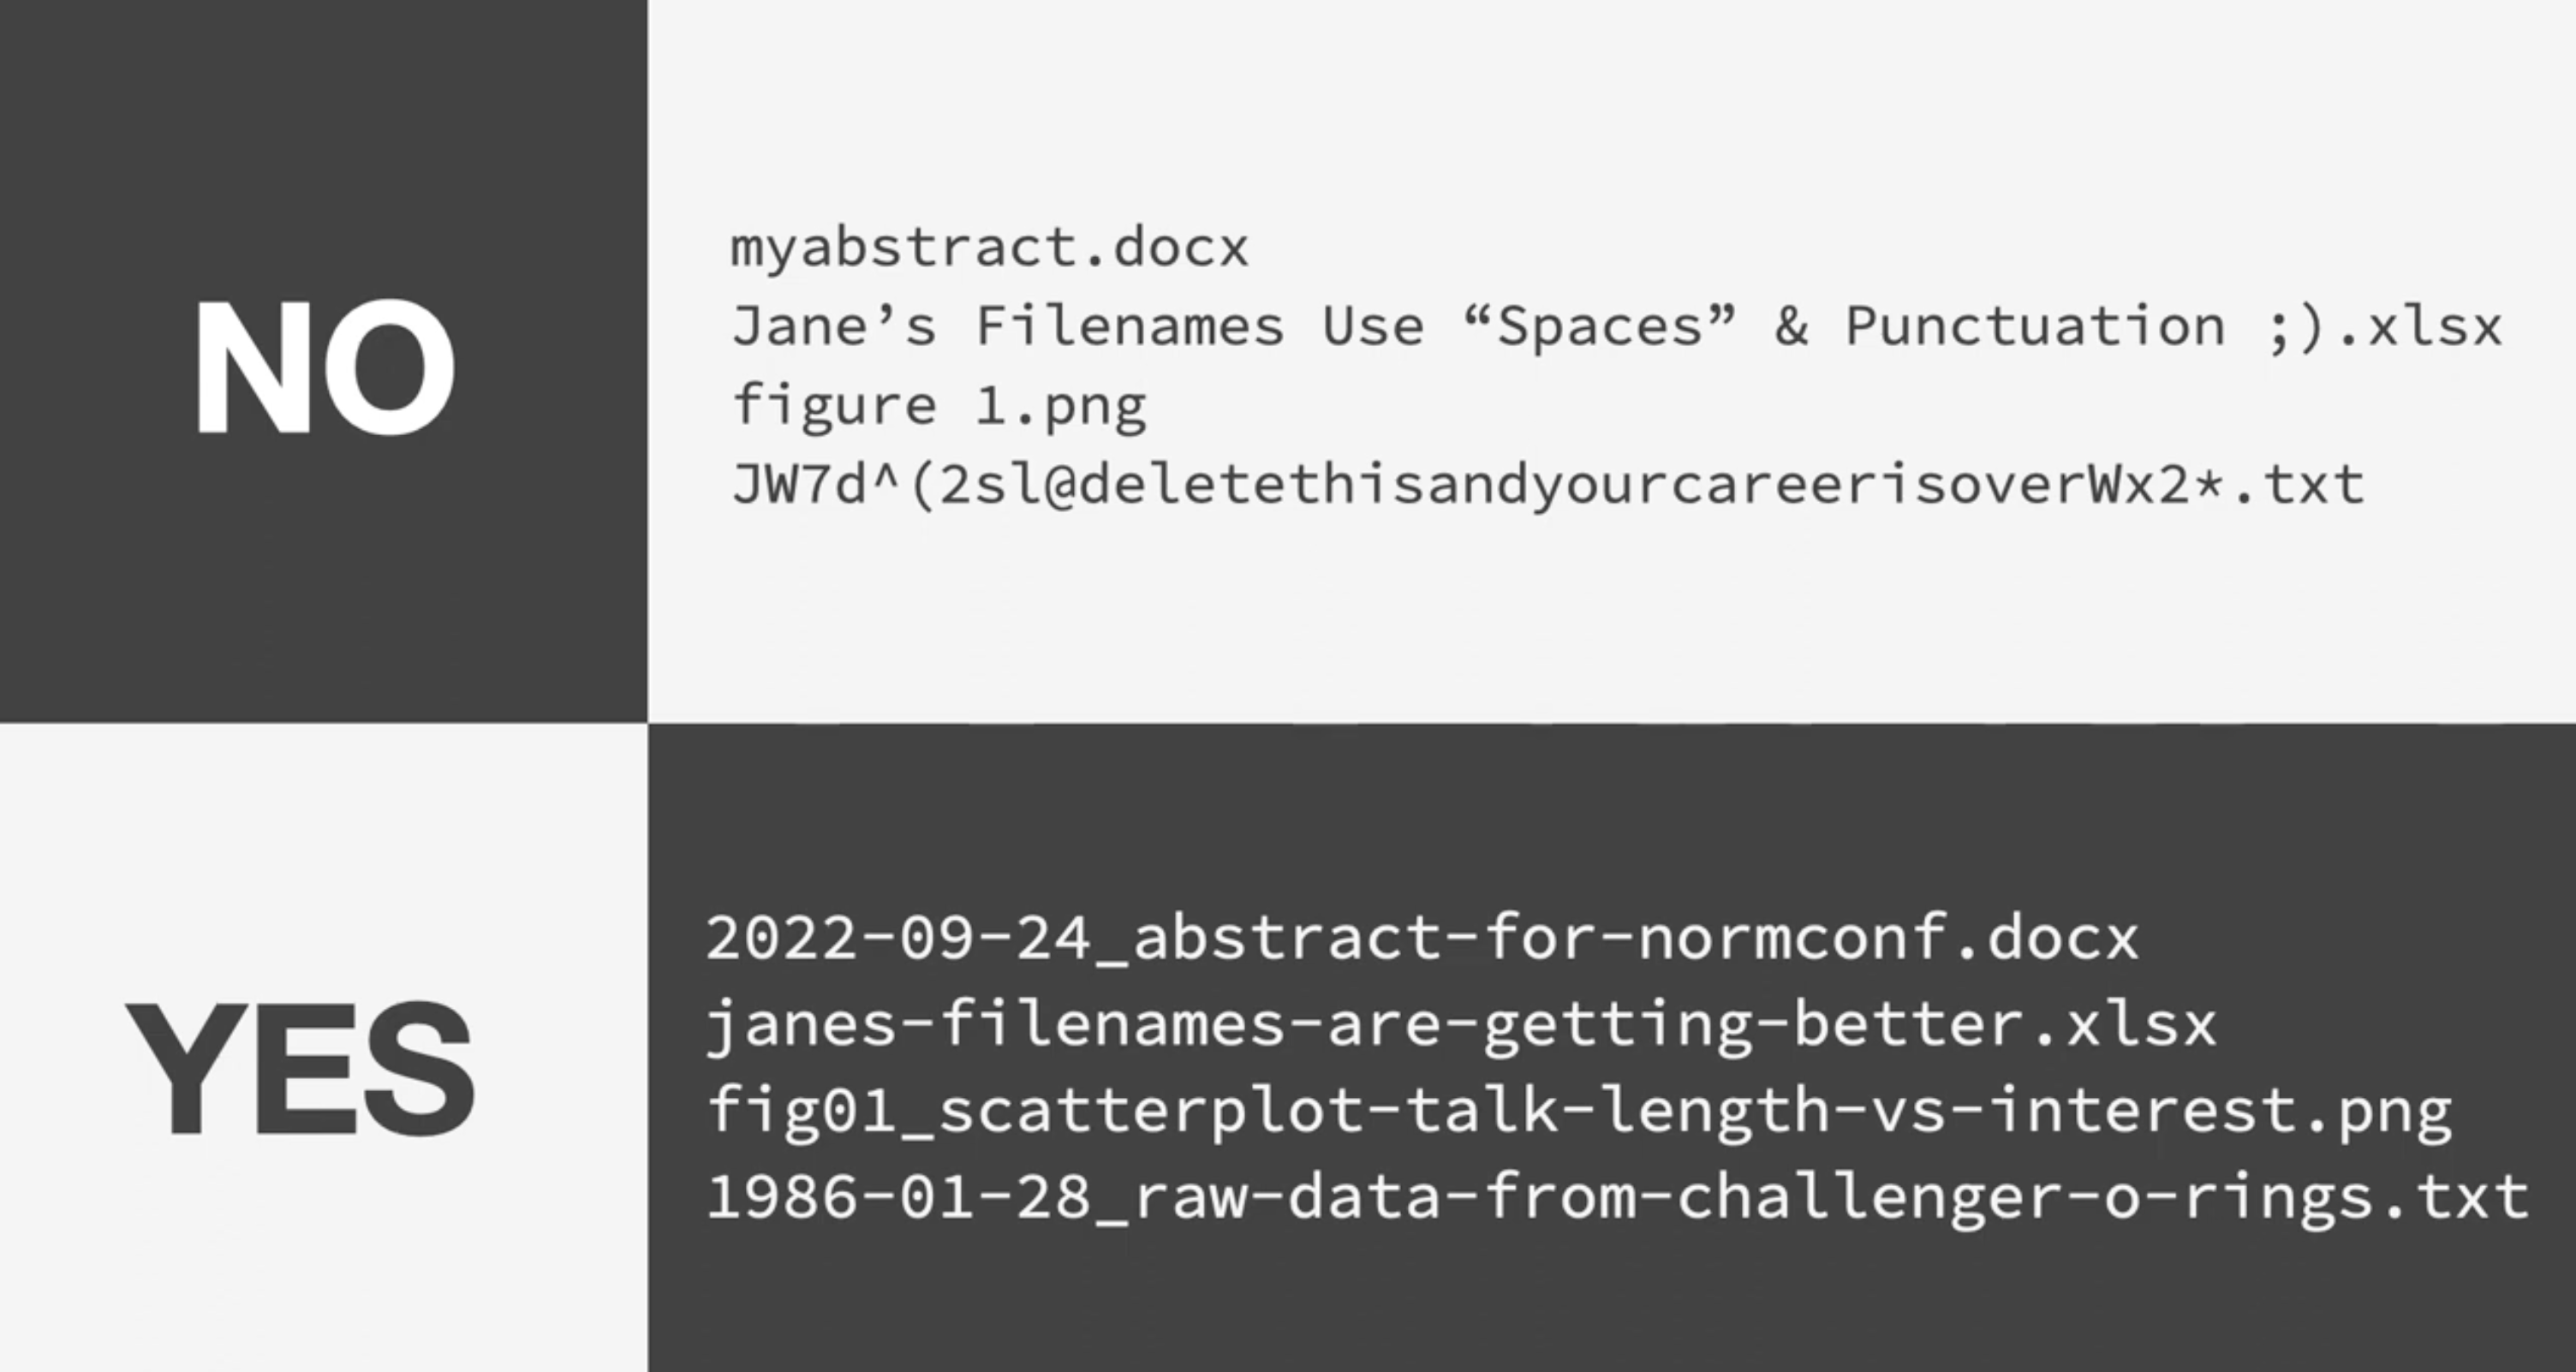 NO
myabstract.docx
Jane’s Filenames Use “Spaces” & Punctuation ;).xlsx
figure 1.png
JW7d^(2sl@deletethisandyourcareerisoverWx2*.txt
YES
2022-09-24_abstract-for-normconf.docx
janes-filenames-are-getting-better.xlsx
fig01_scatterplot-talk-length-vs-interest.png
1986-01-28_raw-data-from-challenger-o-rings.txt